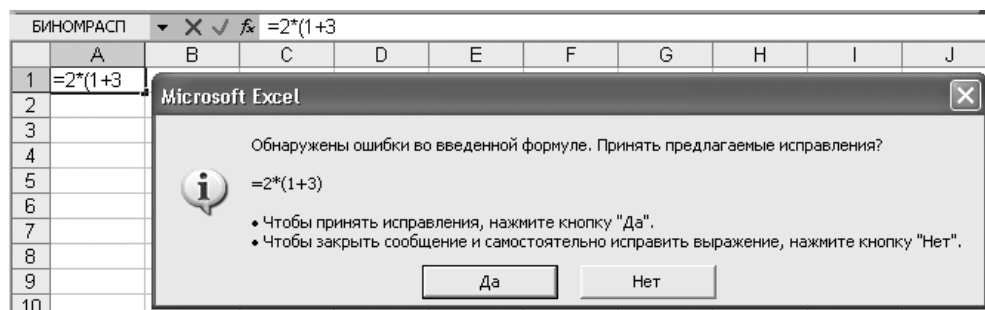 БИНОМРАСП =2*(1+3
A B C D E F G H I J
1 =2*(1+3
2
3
4
5
6
7
8
9
10
Microsoft Excel
Обнаружены ошибки во введенной формуле. Принять предлагаемые исправления?
=2*(1+3)
• Чтобы принять исправления, нажмите кнопку "Да".
• Чтобы закрыть сообщение и самостоятельно исправить выражение, нажмите кнопку "Нет".
Да Нет